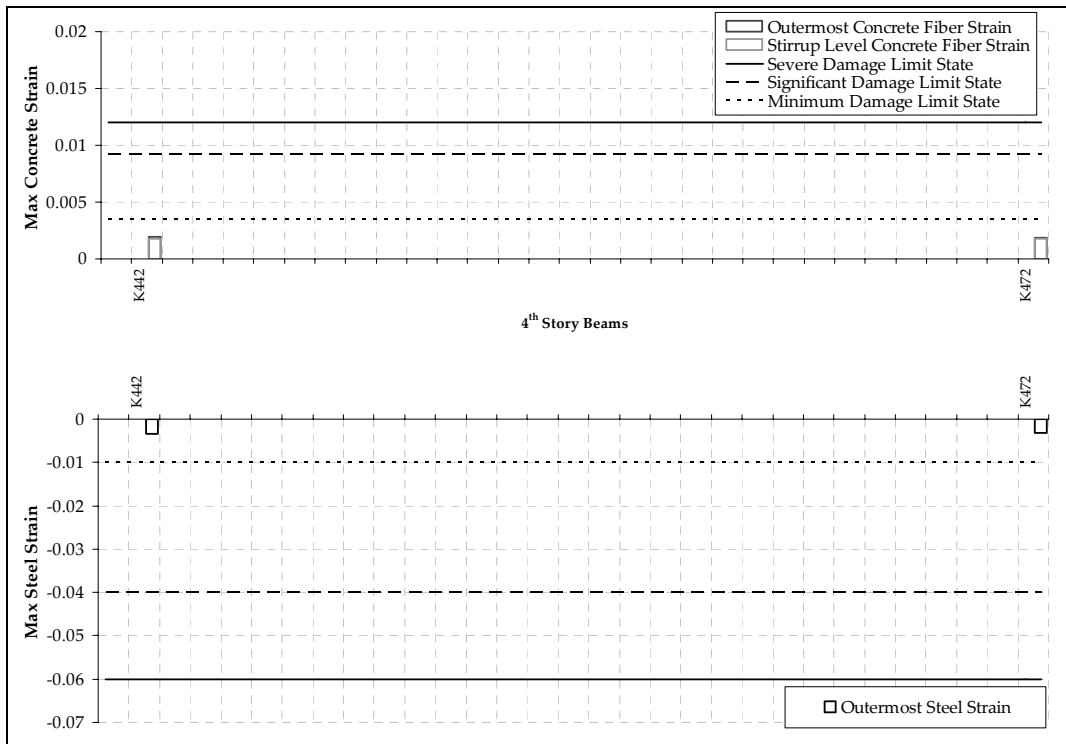 0.02
0.015
0.01
0.005
0
Max Concrete Strain
Outermost Concrete Fiber Strain
Stirrup Level Concrete Fiber Strain
Severe Damage Limit State
Significant Damage Limit State
Minimum Damage Limit State
K442
K472
4th Story Beams
K442
K472
0
-0.01
-0.02
-0.03
-0.04
-0.05
-0.06
-0.07
Max Steel Strain
Outermost Steel Strain